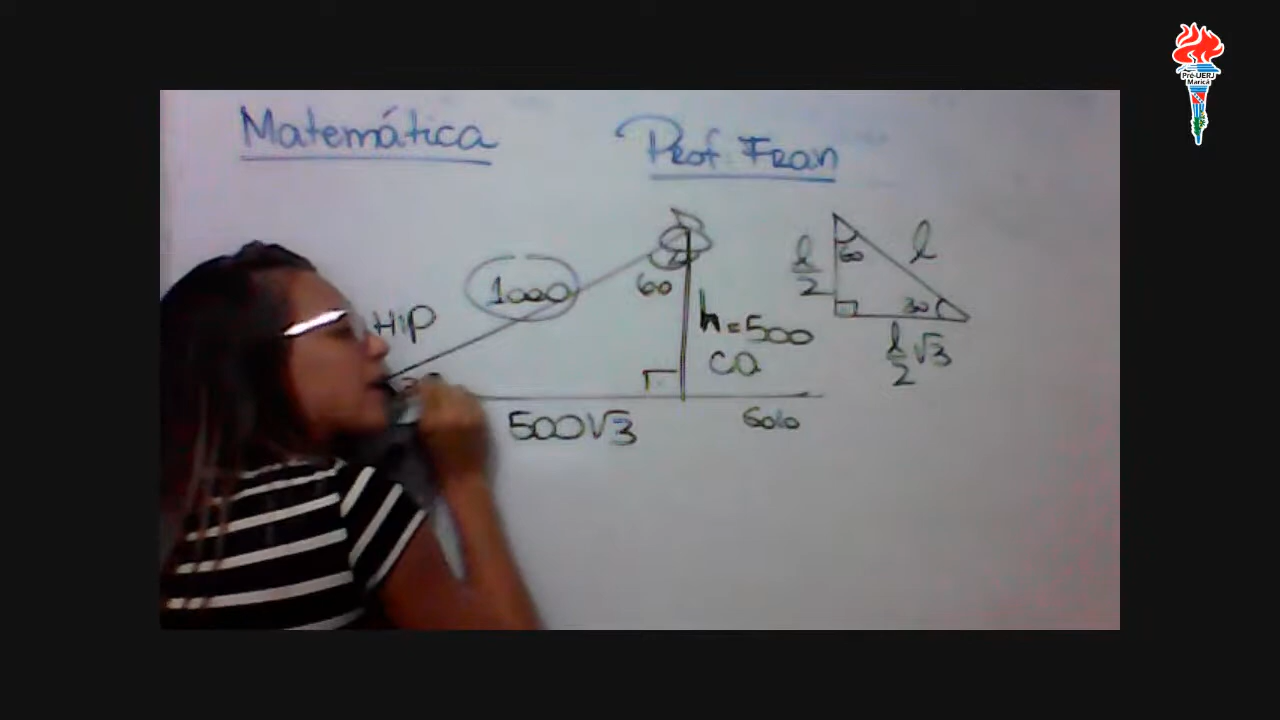 Pré-UERJ
Maricá
Matemática
Prof. Fran
HIP
1000
60
h=500
CO
500√3
Solo
l/2
60
l
30
l/2 √3